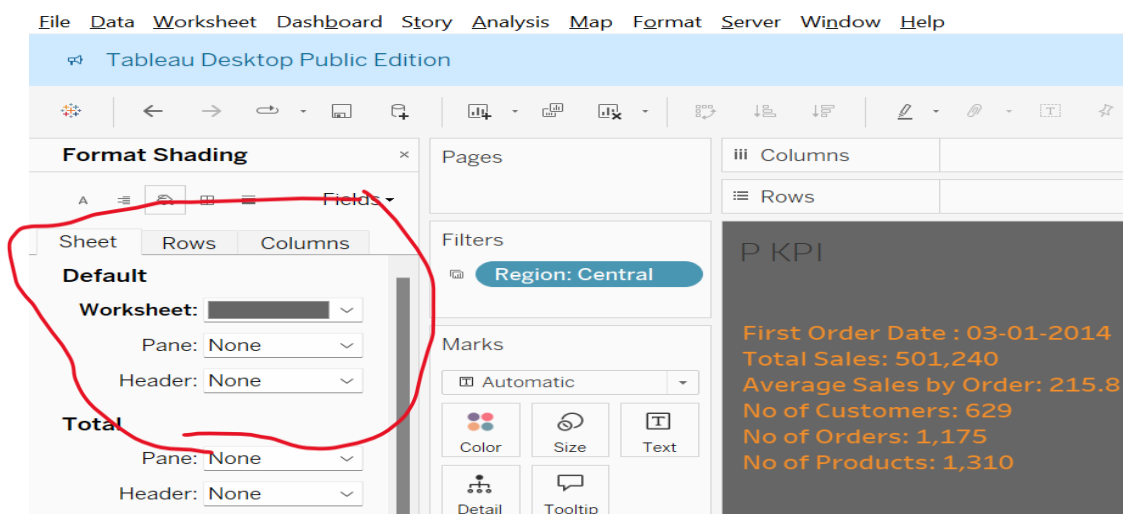 File Data Worksheet Dashboard Story Analysis Map Format Server Window Help
Tableau Desktop Public Edition
Format Shading
Fields
Sheet Rows Columns
Default
Worksheet:
Pane: None
Header: None
Total
Pane: None
Header: None
Pages
Filters
Region: Central
Marks
Automatic
Color Size Text
Detail Tooltip
Columns
Rows
P KPI
First Order Date : 03-01-2014
Total Sales: 501,240
Average Sales by Order: 215.8
No of Customers: 629
No of Orders: 1,175
No of Products: 1,310